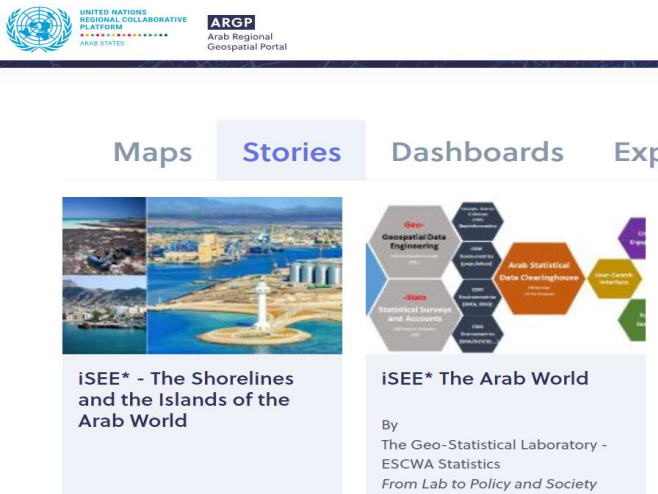 UNITED NATIONS
REGIONAL COLLABORATIVE
PLATFORM
ARAB STATES
ARGP
Arab Regional
Geospatial Portal
Maps
Stories
Dashboards
Exp
Geo-
Geospatial Data
Engineering
-Stats
Statistical Surveys
and Accounts
Arab Statistical
Data Clearinghouse
User-Centric
Interface
iSEE* - The Shorelines
and the Islands of the
Arab World
iSEE* The Arab World
By
The Geo-Statistical Laboratory -
ESCWA Statistics
From Lab to Policy and Society